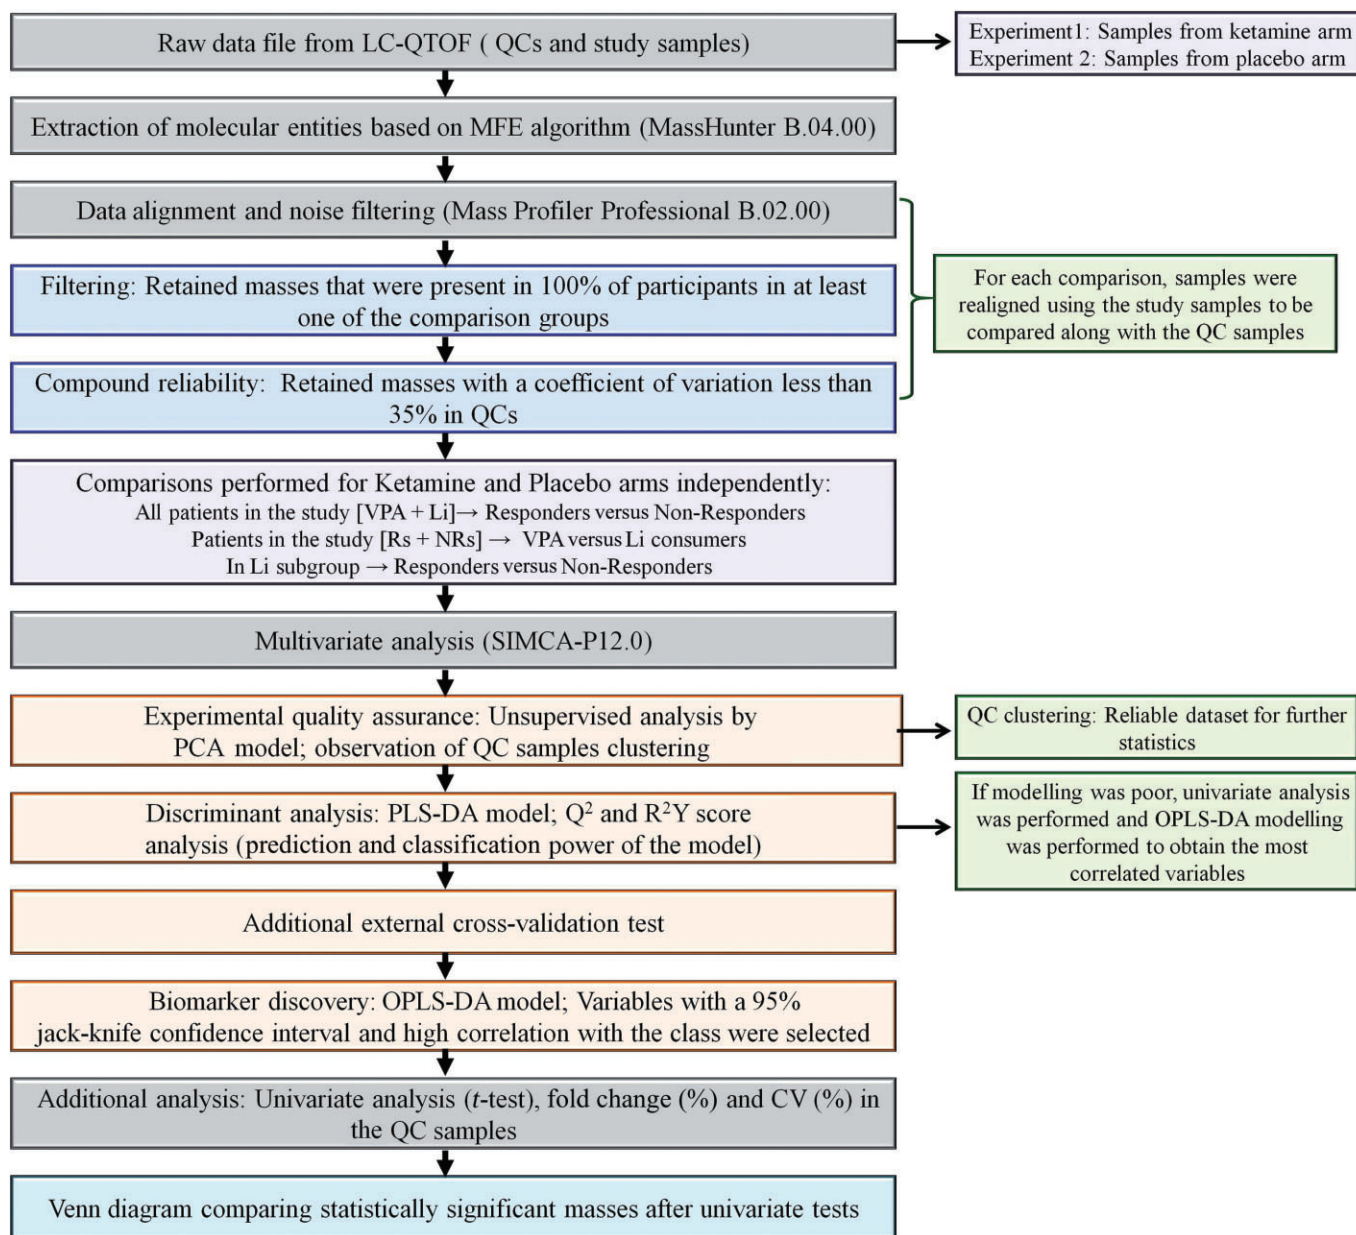 Raw data file from LC-QTOF ( QCs and study samples)
Experiment1: Samples from ketamine arm
Experiment 2: Samples from placebo arm
Extraction of molecular entities based on MFE algorithm (MassHunter B.04.00)
Data alignment and noise filtering (Mass Profiler Professional B.02.00)
Filtering: Retained masses that were present in 100% of participants in at least
one of the comparison groups
For each comparison, samples were
realigned using the study samples to be
compared along with the QC samples
Compound reliability: Retained masses with a coefficient of variation less than
35% in QCs
Comparisons performed for Ketamine and Placebo arms independently:
All patients in the study [VPA + Li]→ Responders versus Non-Responders
Patients in the study [Rs + NRs] → VPA versus Li consumers
In Li subgroup → Responders versus Non-Responders
Multivariate analysis (SIMCA-P12.0)
Experimental quality assurance: Unsupervised analysis by
PCA model; observation of QC samples clustering
QC clustering: Reliable dataset for further
statistics
Discriminant analysis: PLS-DA model; Q² and R²Y score
analysis (prediction and classification power of the model)
If modelling was poor, univariate analysis
was performed and OPLS-DA modelling
was performed to obtain the most
correlated variables
Additional external cross-validation test
Biomarker discovery: OPLS-DA model; Variables with a 95%
jack-knife confidence interval and high correlation with the class were selected
Additional analysis: Univariate analysis (t-test), fold change (%) and CV (%) in
the QC samples
Venn diagram comparing statistically significant masses after univariate tests